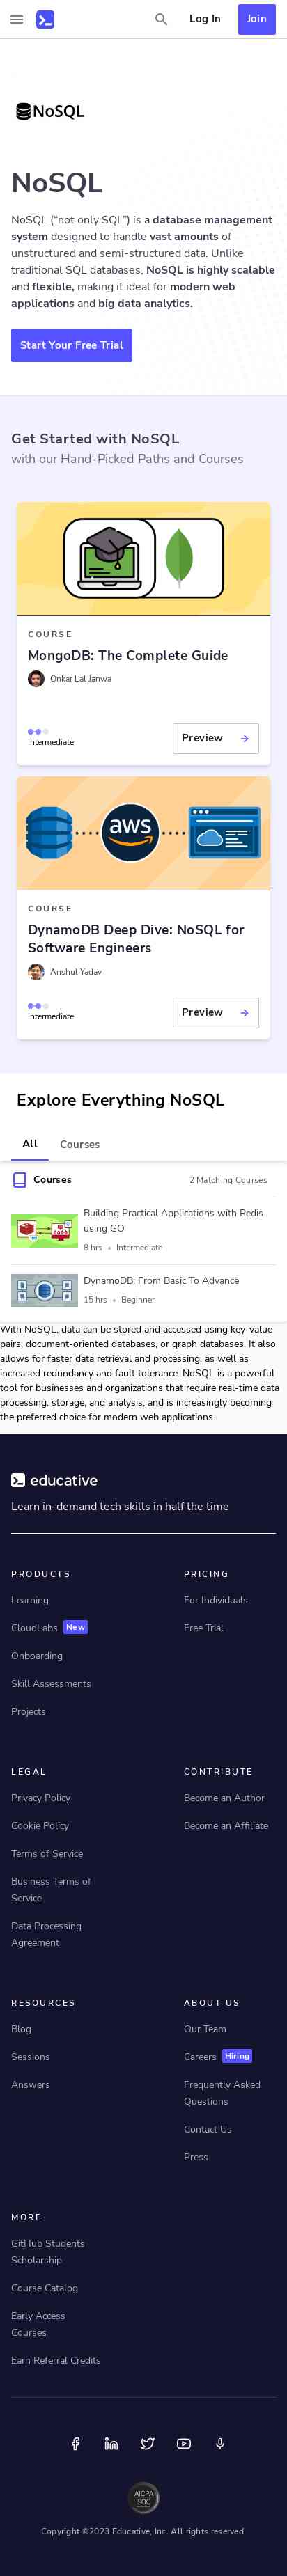 Log In
Join
NoSQL
NoSQL
NoSQL (“not only SQL”) is a database management
system designed to handle vast amounts of
unstructured and semi-structured data. Unlike
traditional SQL databases, NoSQL is highly scalable
and flexible, making it ideal for modern web
applications and big data analytics.
Start Your Free Trial
Get Started with NoSQL
with our Hand-Picked Paths and Courses
COURSE
MongoDB: The Complete Guide
Onkar Lal Janwa
Intermediate
Preview
aws
COURSE
DynamoDB Deep Dive: NoSQL for
Software Engineers
Anshul Yadav
Intermediate
Preview
Explore Everything NoSQL
All
Courses
Courses
2 Matching Courses
Building Practical Applications with Redis
using GO
8 hrs • Intermediate
DynamoDB: From Basic To Advance
15 hrs • Beginner
With NoSQL, data can be stored and accessed using key-value
pairs, document-oriented databases, or graph databases. It also
allows for faster data retrieval and processing, as well as
increased redundancy and fault tolerance. NoSQL is a powerful
tool for businesses and organizations that require real-time data
processing, storage, and analysis, and is increasingly becoming
the preferred choice for modern web applications.
educative
Learn in-demand tech skills in half the time
PRODUCTS
Learning
CloudLabs New
Onboarding
Skill Assessments
Projects
PRICING
For Individuals
Free Trial
LEGAL
Privacy Policy
Cookie Policy
Terms of Service
Business Terms of
Service
Data Processing
Agreement
CONTRIBUTE
Become an Author
Become an Affiliate
RESOURCES
Blog
Sessions
Answers
ABOUT US
Our Team
Careers Hiring
Frequently Asked
Questions
Contact Us
Press
MORE
GitHub Students
Scholarship
Course Catalog
Early Access
Courses
Earn Referral Credits
AICPA
SOC
Copyright ©2023 Educative, Inc. All rights reserved.